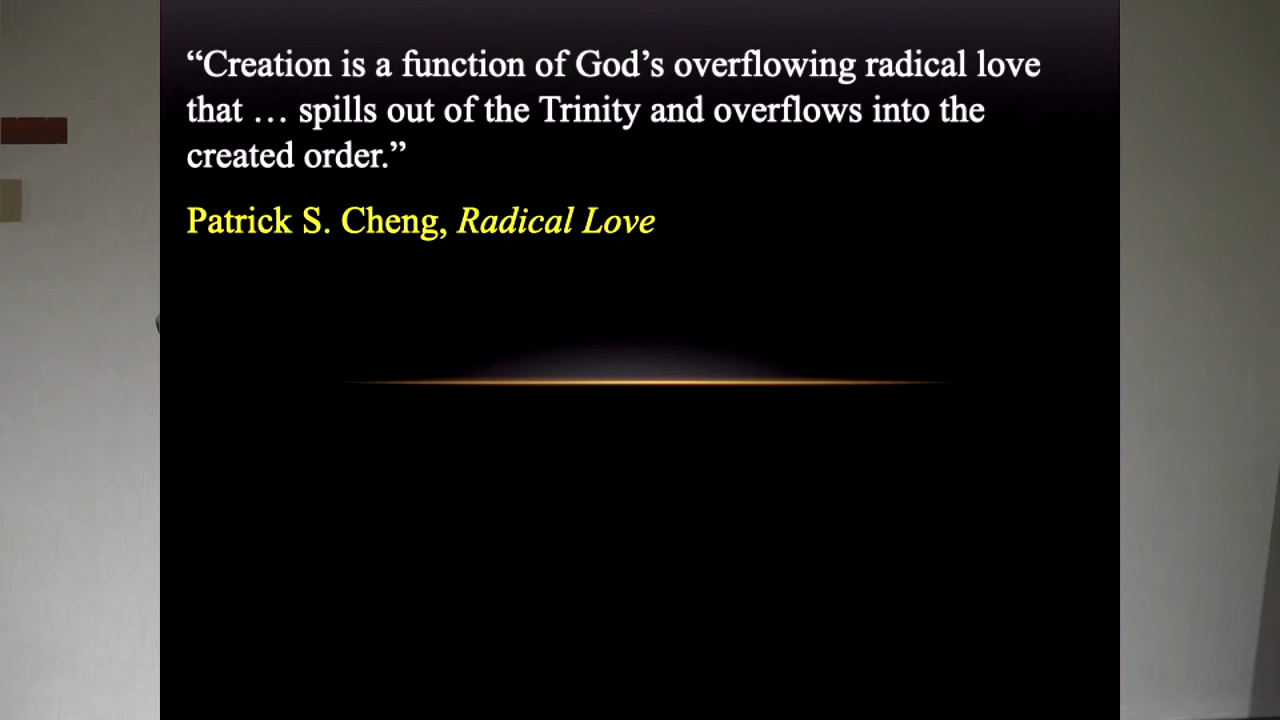 “Creation is a function of God’s overflowing radical love
that … spills out of the Trinity and overflows into the
created order.”
Patrick S. Cheng, Radical Love